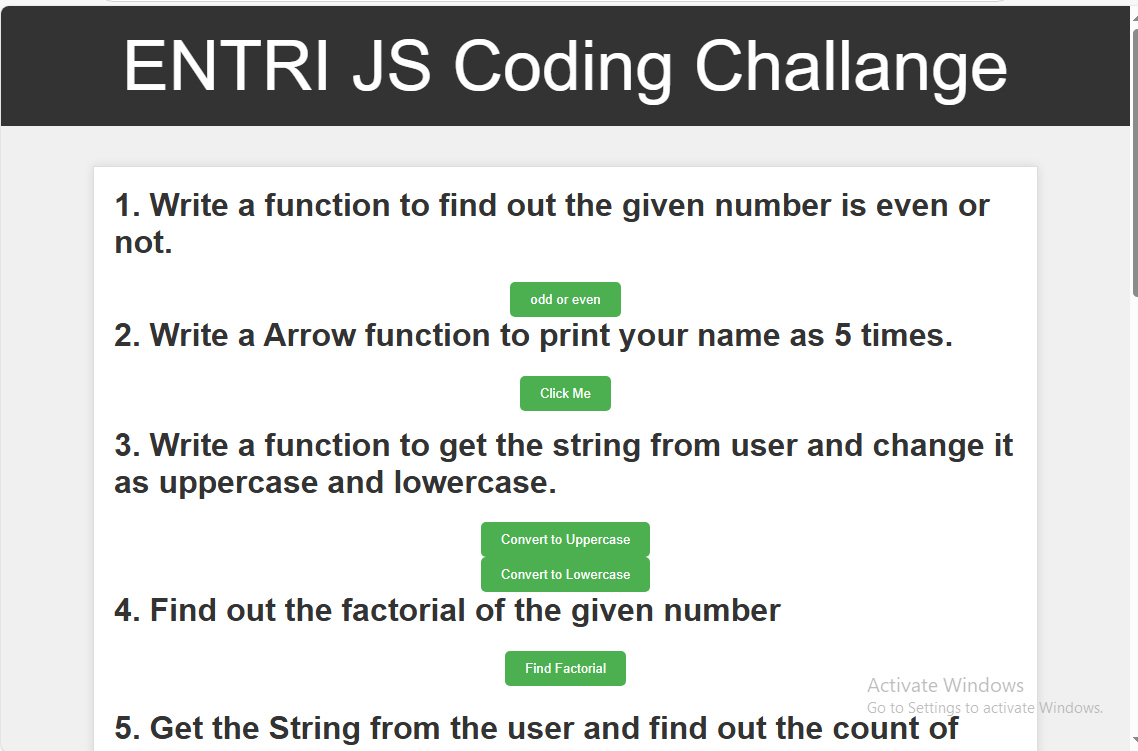 ENTRI JS Coding Challange
1. Write a function to find out the given number is even or
not.
odd or even
2. Write a Arrow function to print your name as 5 times.
Click Me
3. Write a function to get the string from user and change it
as uppercase and lowercase.
Convert to Uppercase
Convert to Lowercase
4. Find out the factorial of the given number
Find Factorial
Activate Windows
Go to Settings to activate Windows.
5. Get the String from the user and find out the count of